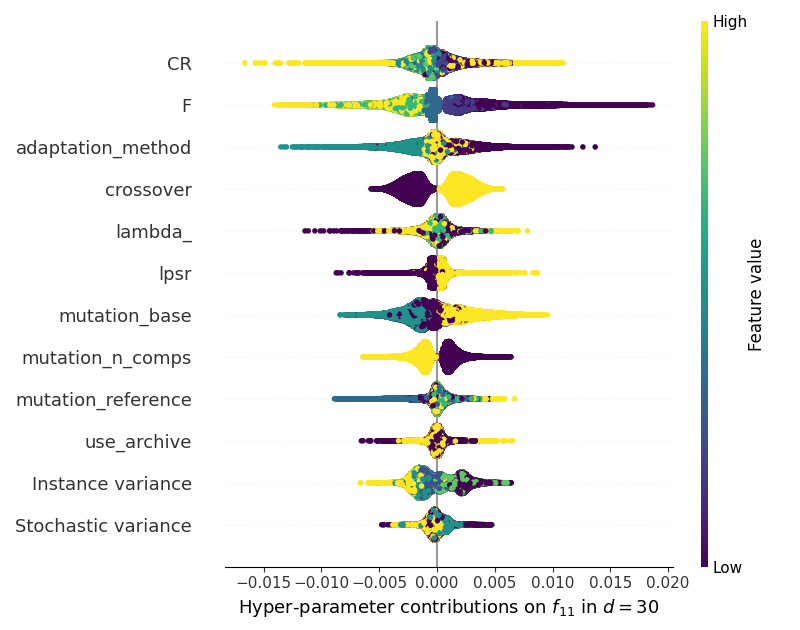 High
CR
F
adaptation_method
crossover
lambda_
lpsr
mutation_base
mutation_n_comps
mutation_reference
use_archive
Instance variance
Stochastic variance
Feature value
Low
−0.015 −0.010 −0.005 0.000 0.005 0.010 0.015 0.020
Hyper-parameter contributions on f₁₁ in d = 30